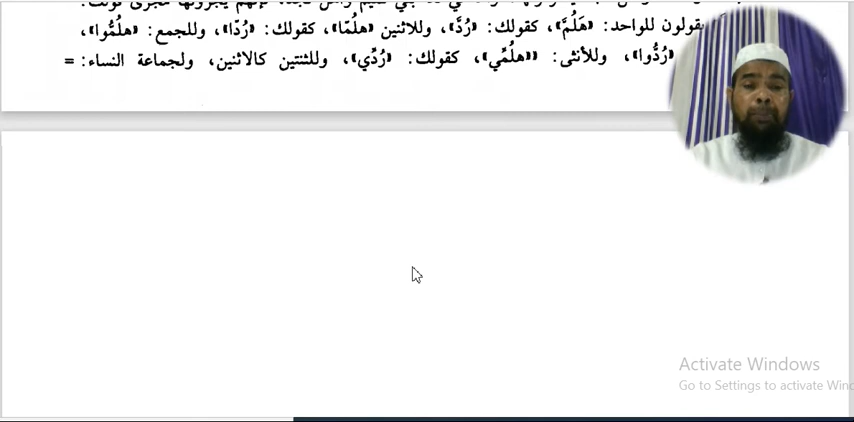 يقولون للواحد: «هَلُمَّ»، كقولك: «رُدَّ»، وللاثنين «هلُمّا»، كقولك: «رُدّا»، وللجمع: «هلُمُّوا»،
«رُدُّوا»، وللأنثى: «هلُمِّي»، كقولك: «رُدِّي»، وللثنتين كالاثنين، ولجماعة النساء: =
Activate Windows
Go to Settings to activate Wind